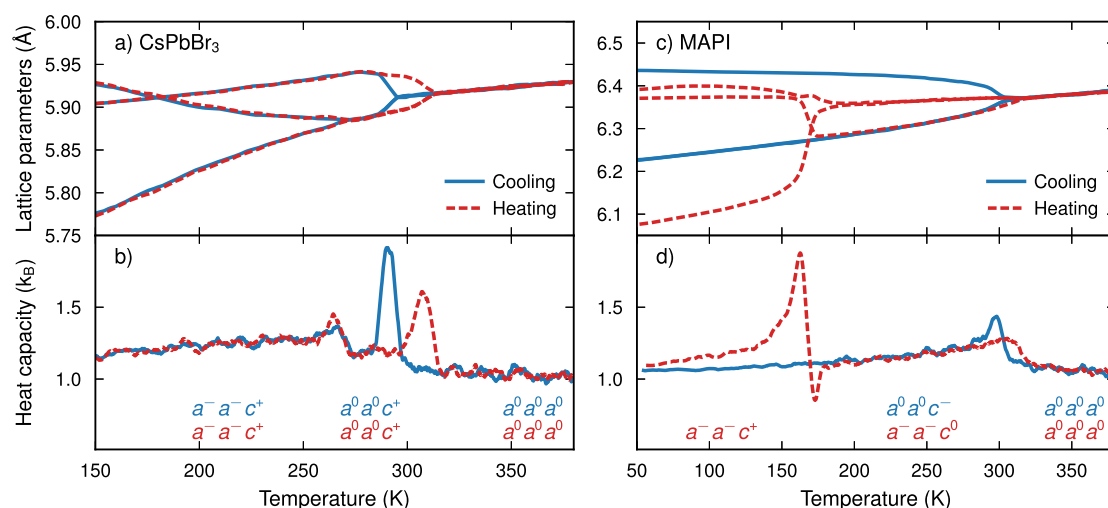 a) CsPbBr₃
6.00
5.95
5.90
5.85
5.80
5.75
Lattice parameters (Å)
Cooling
Heating
c) MAPI
6.5
6.4
6.3
6.2
6.1
Cooling
Heating
b)
1.5
1.0
Heat capacity (k_B)
a⁻a⁻c⁺ a⁰a⁰c⁺ a⁰a⁰a⁰
a⁻a⁻c⁺ a⁰a⁰c⁺ a⁰a⁰a⁰
150 200 250 300 350
Temperature (K)
d)
1.5
1.0
a⁰a⁰c⁻ a⁰a⁰a⁰
a⁻a⁻c⁺ a⁻a⁻c⁰ a⁰a⁰a⁰
50 100 150 200 250 300 350
Temperature (K)